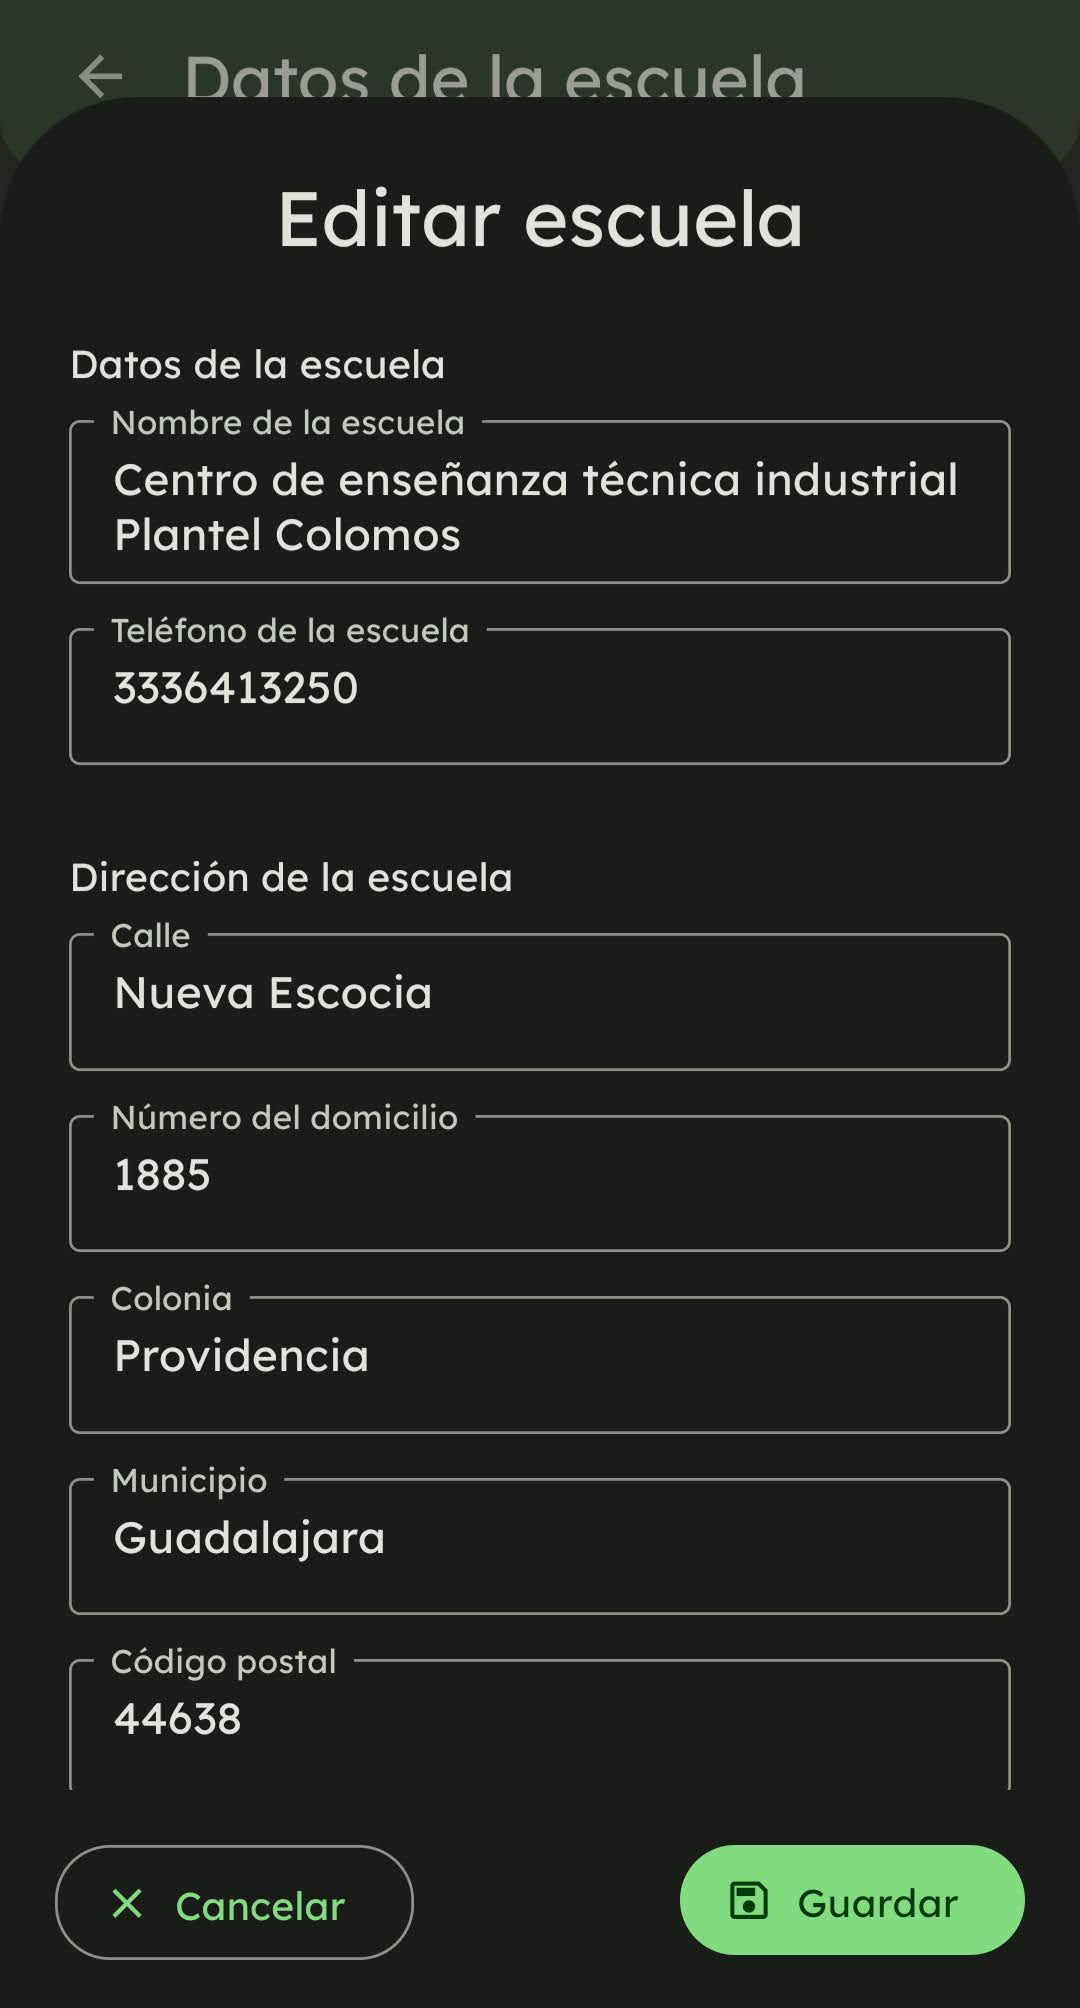 Datos de la escuela
Editar escuela
Datos de la escuela
Nombre de la escuela
Centro de enseñanza técnica industrial
Plantel Colomos
Teléfono de la escuela
3336413250
Dirección de la escuela
Calle
Nueva Escocia
Número del domicilio
1885
Colonia
Providencia
Municipio
Guadalajara
Código postal
44638
Cancelar
Guardar